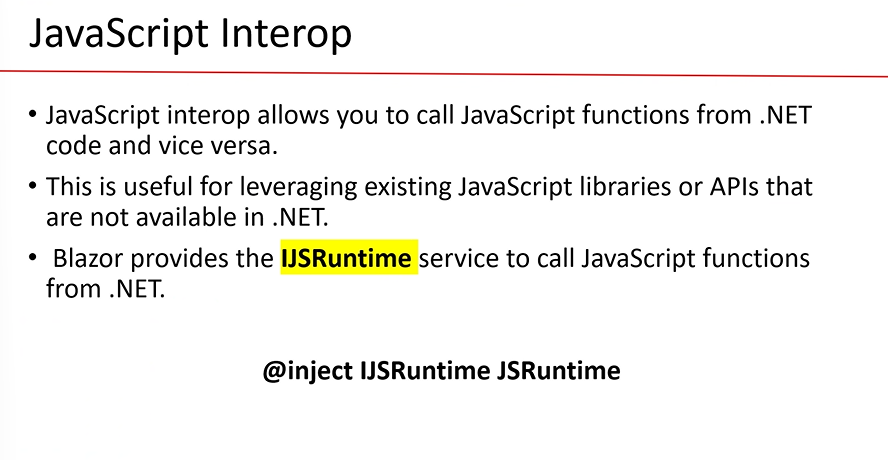 JavaScript Interop
• JavaScript interop allows you to call JavaScript functions from .NET
code and vice versa.
• This is useful for leveraging existing JavaScript libraries or APIs that
are not available in .NET.
• Blazor provides the IJSRuntime service to call JavaScript functions
from .NET.
@inject IJSRuntime JSRuntime